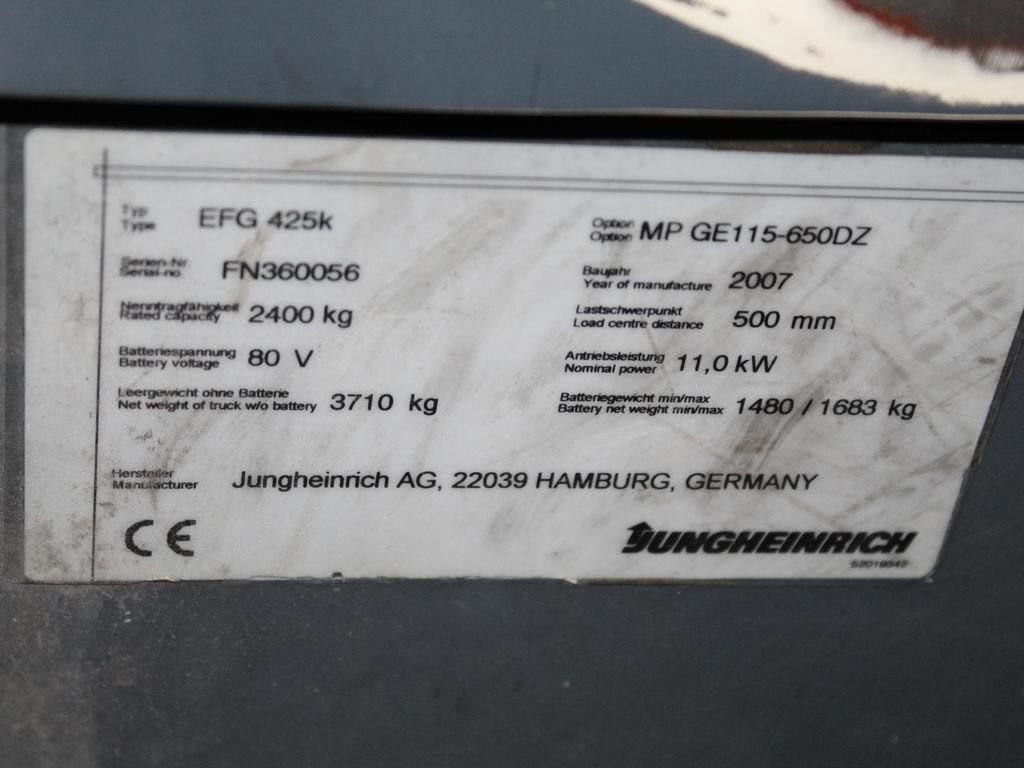 Typ
Type EFG 425k
Option
Option MP GE115-650DZ
Serien-Nr
Serial-no. FN360056
Baujahr
Year of manufacture 2007
Nenntragfähigkeit
Rated capacity 2400 kg
Lastschwerpunkt
Load centre distance 500 mm
Batteriespannung
Battery voltage 80 V
Antriebsleistung
Nominal power 11,0 kW
Leergewicht ohne Batterie
Net weight of truck w/o battery 3710 kg
Batteriegewicht min/max
Battery net weight min/max 1480 / 1683 kg
Hersteller
Manufacturer Jungheinrich AG, 22039 HAMBURG, GERMANY
CE
JUNGHEINRICH